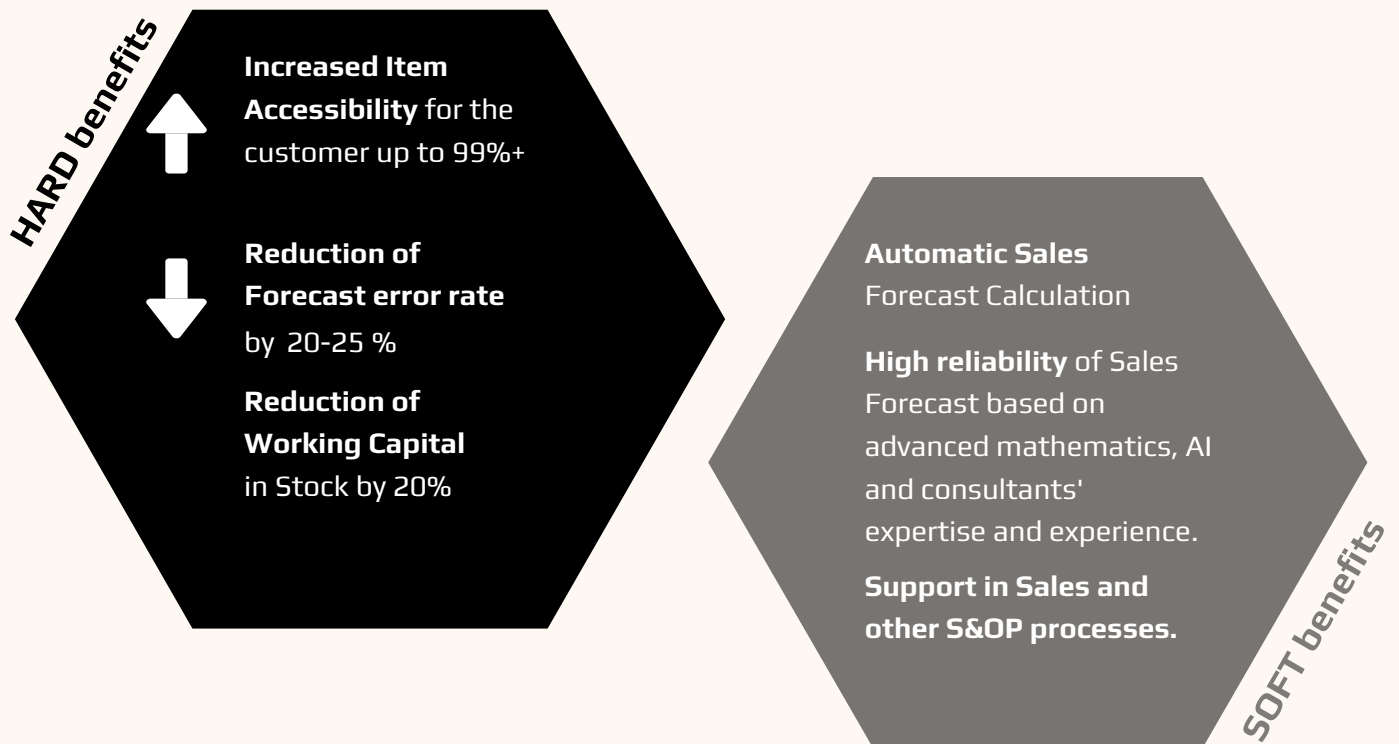 HARD benefits
Increased Item
Accessibility for the
customer up to 99%+
Reduction of
Forecast error rate
by 20-25 %
Reduction of
Working Capital
in Stock by 20%
Automatic Sales
Forecast Calculation
High reliability of Sales
Forecast based on
advanced mathematics, AI
and consultants'
expertise and experience.
Support in Sales and
other S&OP processes.
SOFT benefits